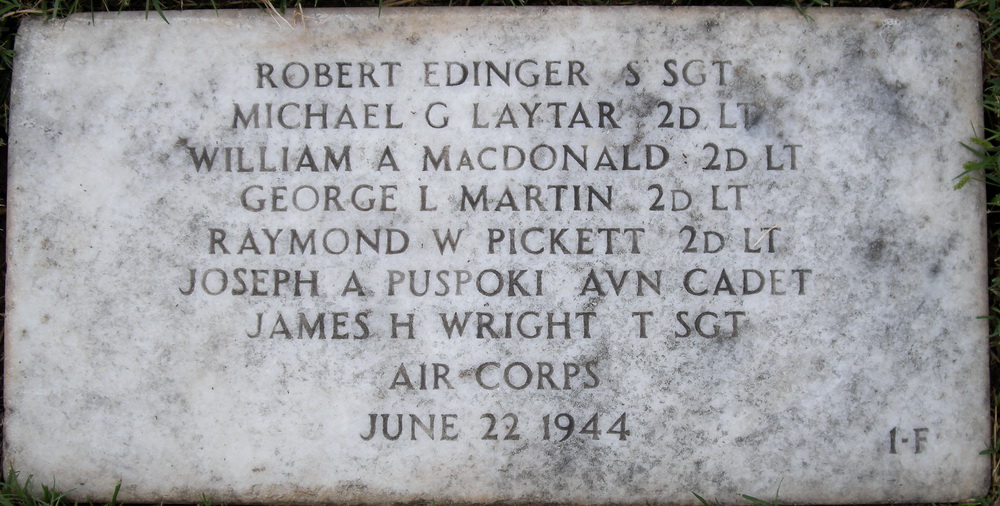 ROBERT EDINGER S SGT
MICHAEL G LAYTAR 2D LT
WILLIAM A MACDONALD 2D LT
GEORGE L MARTIN 2D LT
RAYMOND W PICKETT 2D LT
JOSEPH A PUSPOKI AVN CADET
JAMES H WRIGHT T SGT
AIR CORPS
JUNE 22 1944
1-F